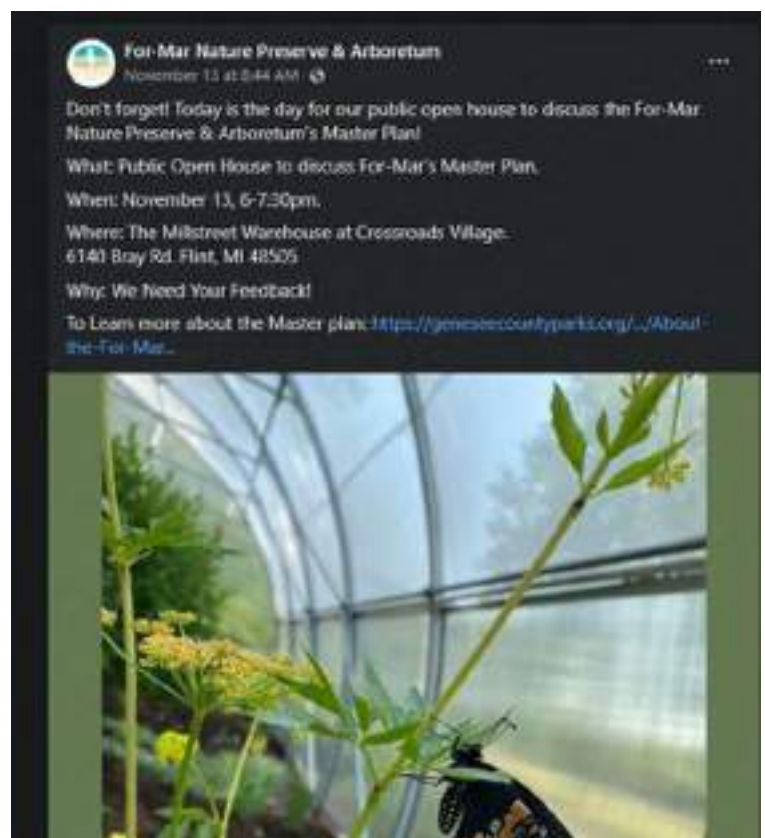 For-Mar Nature Preserve & Arboretum
November 13 at 8:44 AM
Don't forget! Today is the day for our public open house to discuss the For-Mar
Nature Preserve & Arboretum's Master Plan!
What: Public Open House to discuss For-Mar's Master Plan.
When: November 13, 6-7:30pm.
Where: The Millstreet Warehouse at Crossroads Village.
6140 Bray Rd. Flint, MI 48505
Why: We Need Your Feedback!
To Learn more about the Master plan: https://geneseecountyparks.org/.../About-
the-For-Mar...